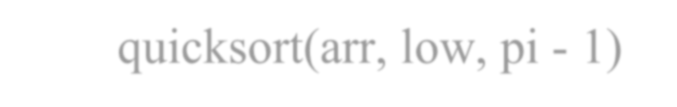 quicksort(arr, low, pi - 1)